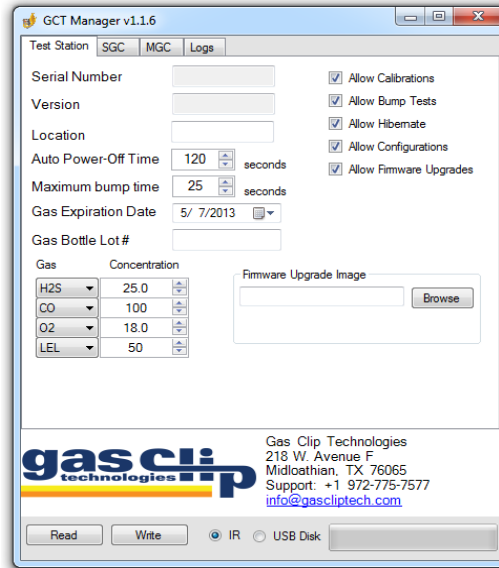 GCT Manager v1.1.6
Test Station SGC MGC Logs
Serial Number
Allow Calibrations
Version
Allow Bump Tests
Location
Allow Hibernate
Allow Configurations
Auto Power-Off Time 120 seconds
Allow Firmware Upgrades
Maximum bump time 25 seconds
Gas Expiration Date 5/ 7/2013
Gas Bottle Lot #
Gas Concentration
Firmware Upgrade Image
H2S 25.0
Browse
CO 100
O2 18.0
LEL 50
gas clip
technologies
Gas Clip Technologies
218 W. Avenue F
Midloathian, TX 76065
Support: +1 972-775-7577
info@gascliptech.com
Read Write IR USB Disk